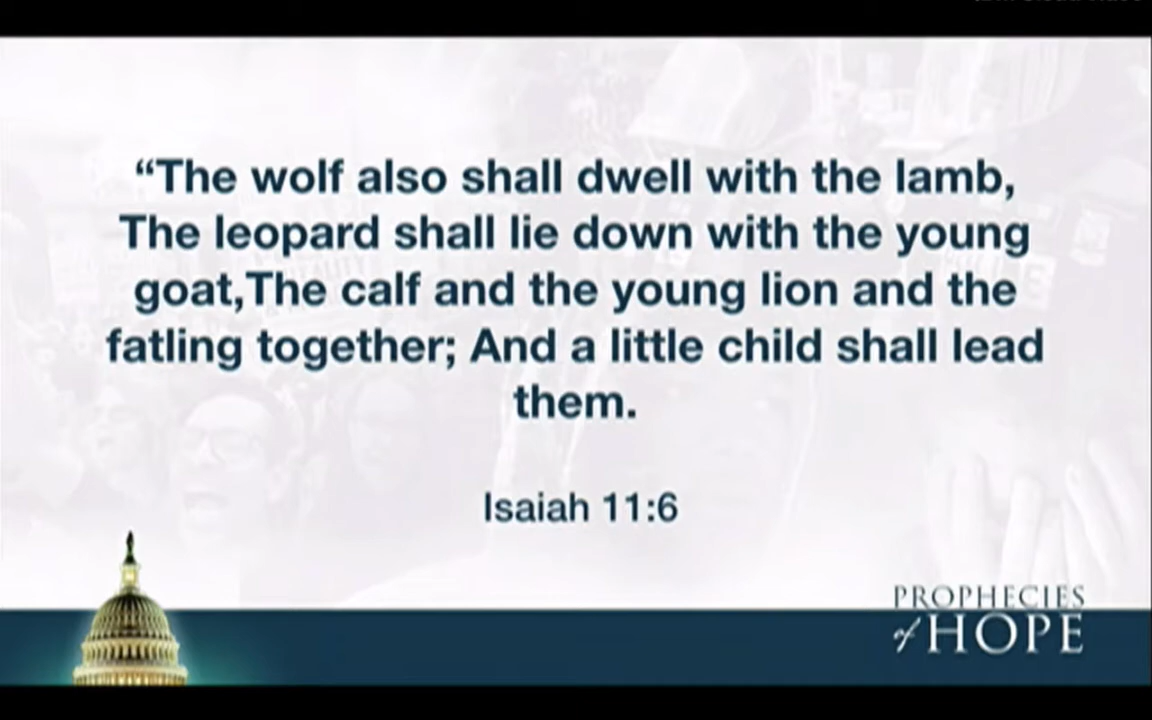 “The wolf also shall dwell with the lamb,
The leopard shall lie down with the young
goat,The calf and the young lion and the
fatling together; And a little child shall lead
them.
Isaiah 11:6
PROPHECIES
of HOPE